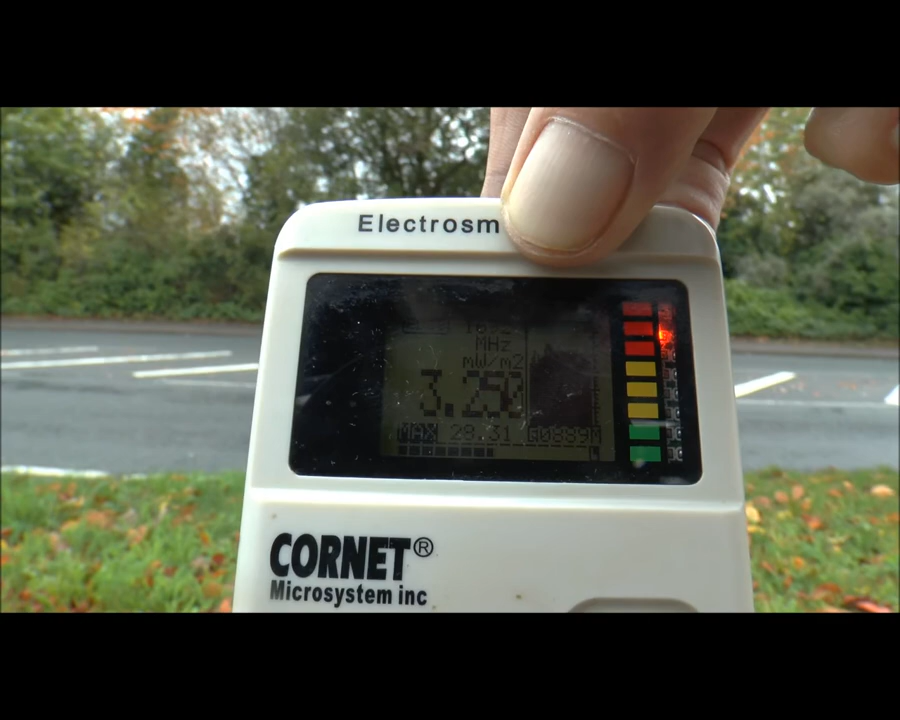 Electrosm
MHz
mW/m2
3.250
MAX 28.31
CORNET®
Microsystem inc